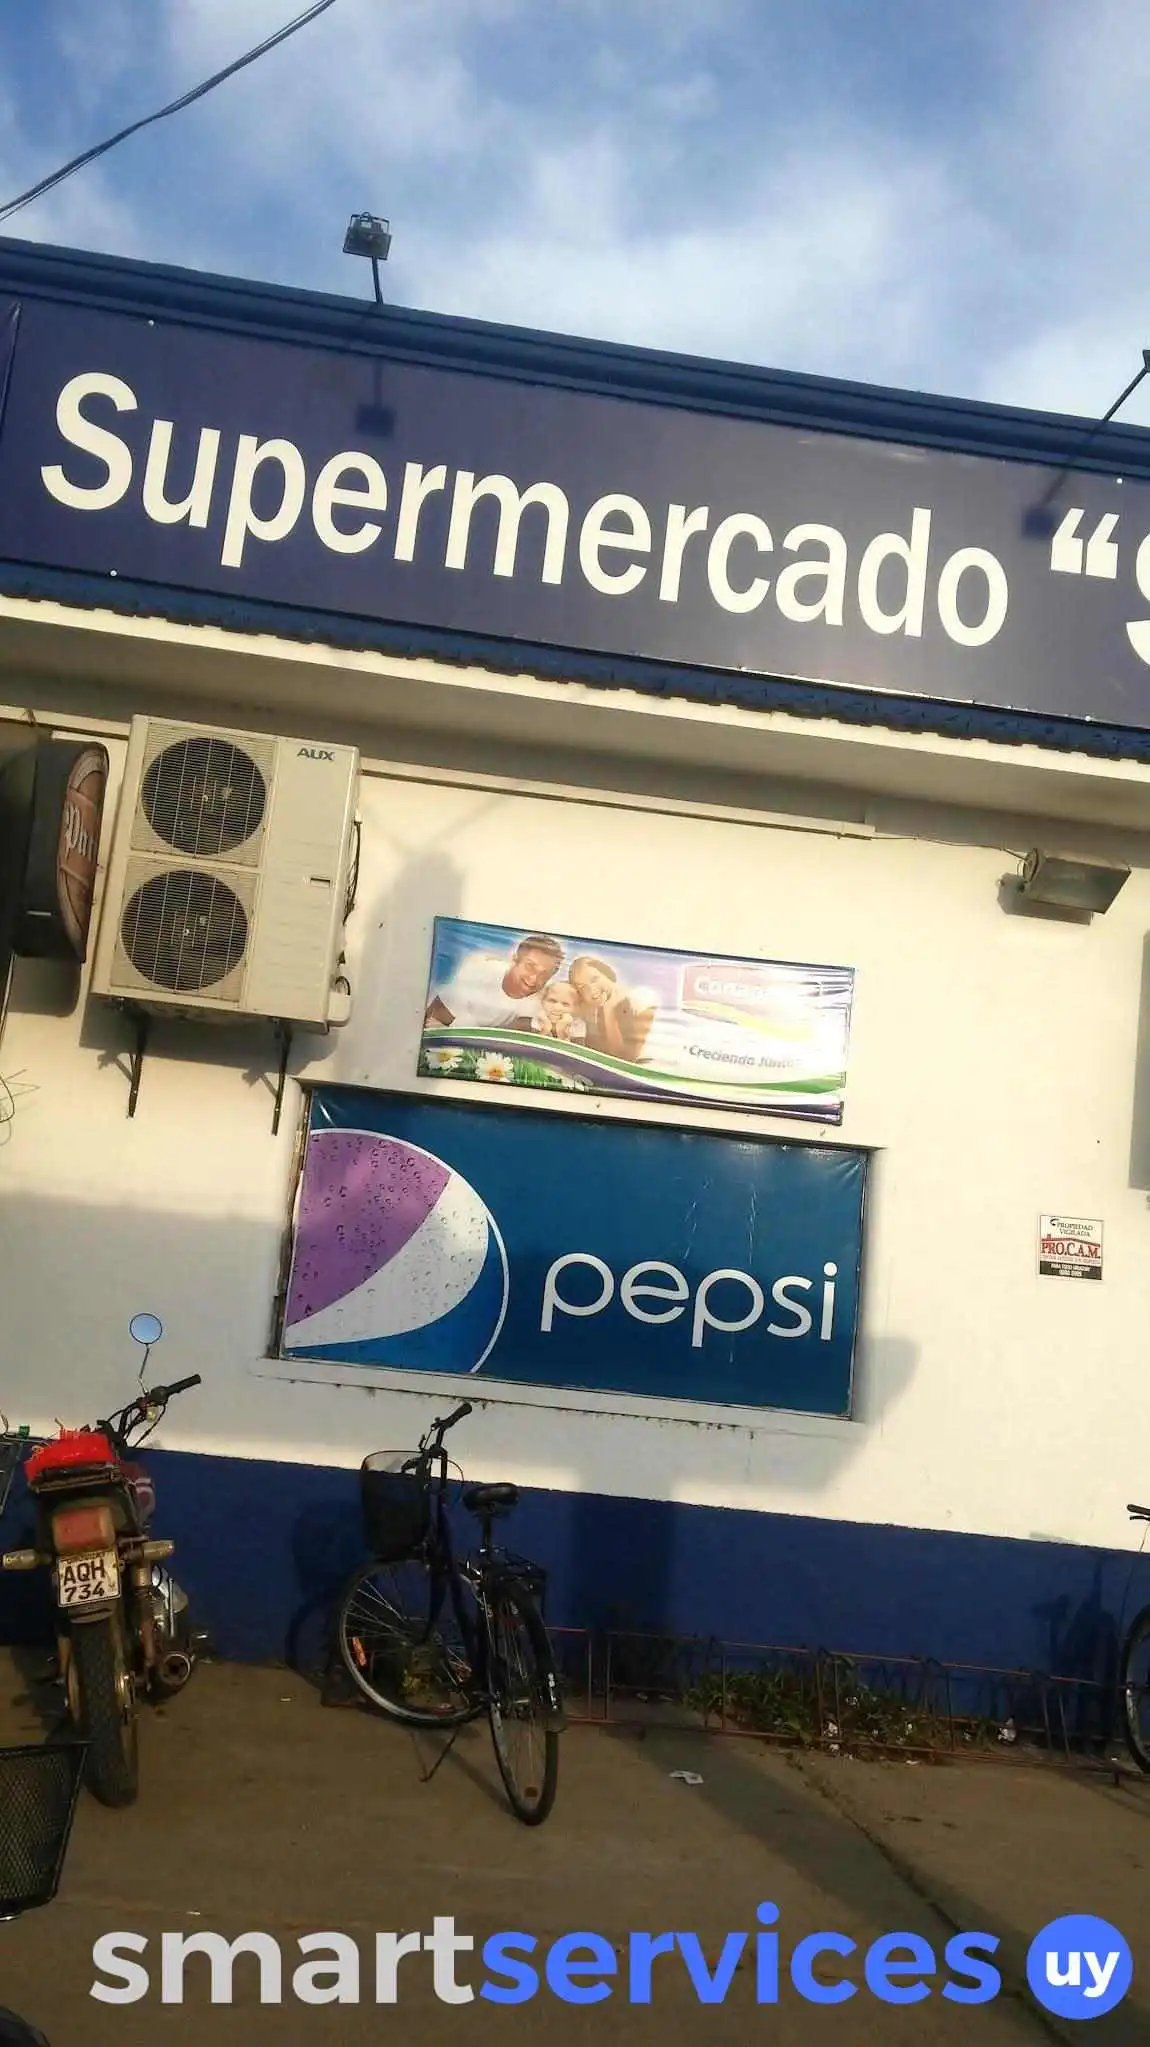 Supermercado "S
AUX
Creciendo Juntos
pepsi
PROPIEDAD
VIGILADA
PRO.C.A.M.
AQH
734
smartservices uy